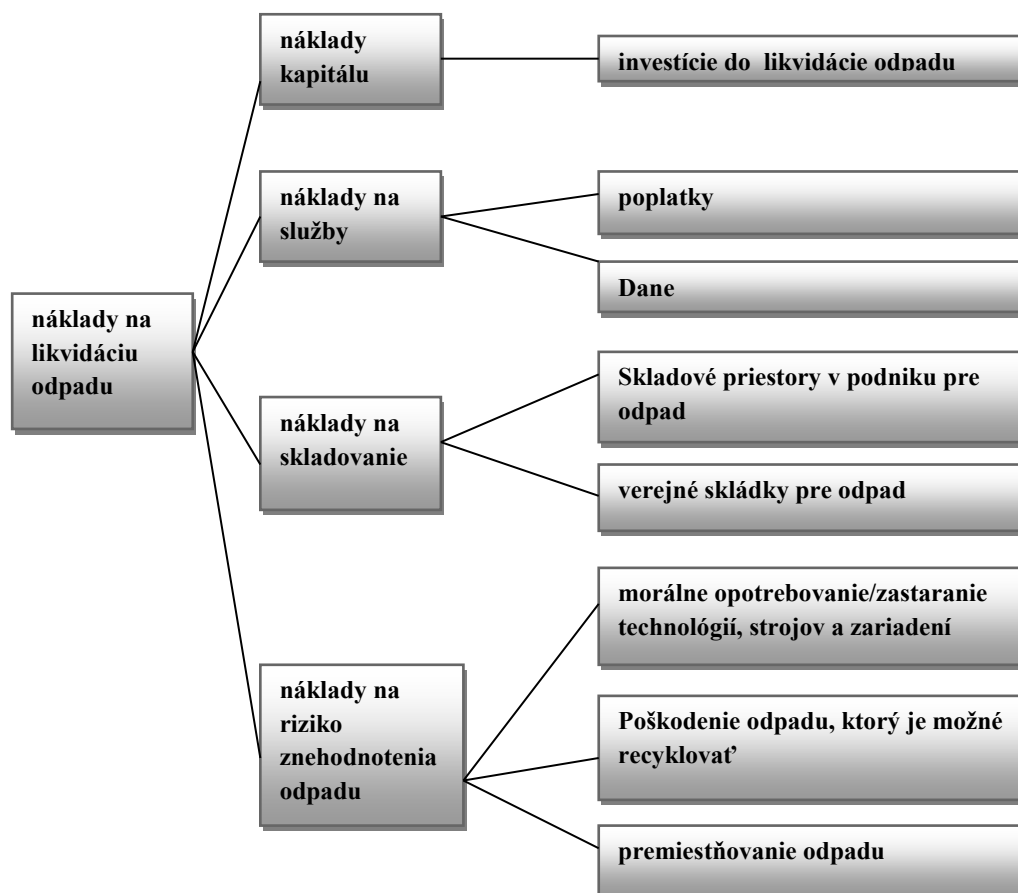 náklady
kapitálu
investície do likvidácie odpadu
náklady na
služby
poplatky
Dane
náklady na
likvidáciu
odpadu
náklady na
skladovanie
Skladové priestory v podniku pre
odpad
verejné skládky pre odpad
náklady na
riziko
znehodnotenia
odpadu
morálne opotrebovanie/zastaranie
technológií, strojov a zariadení
Poškodenie odpadu, ktorý je možné
recyklovať
premiestňovanie odpadu